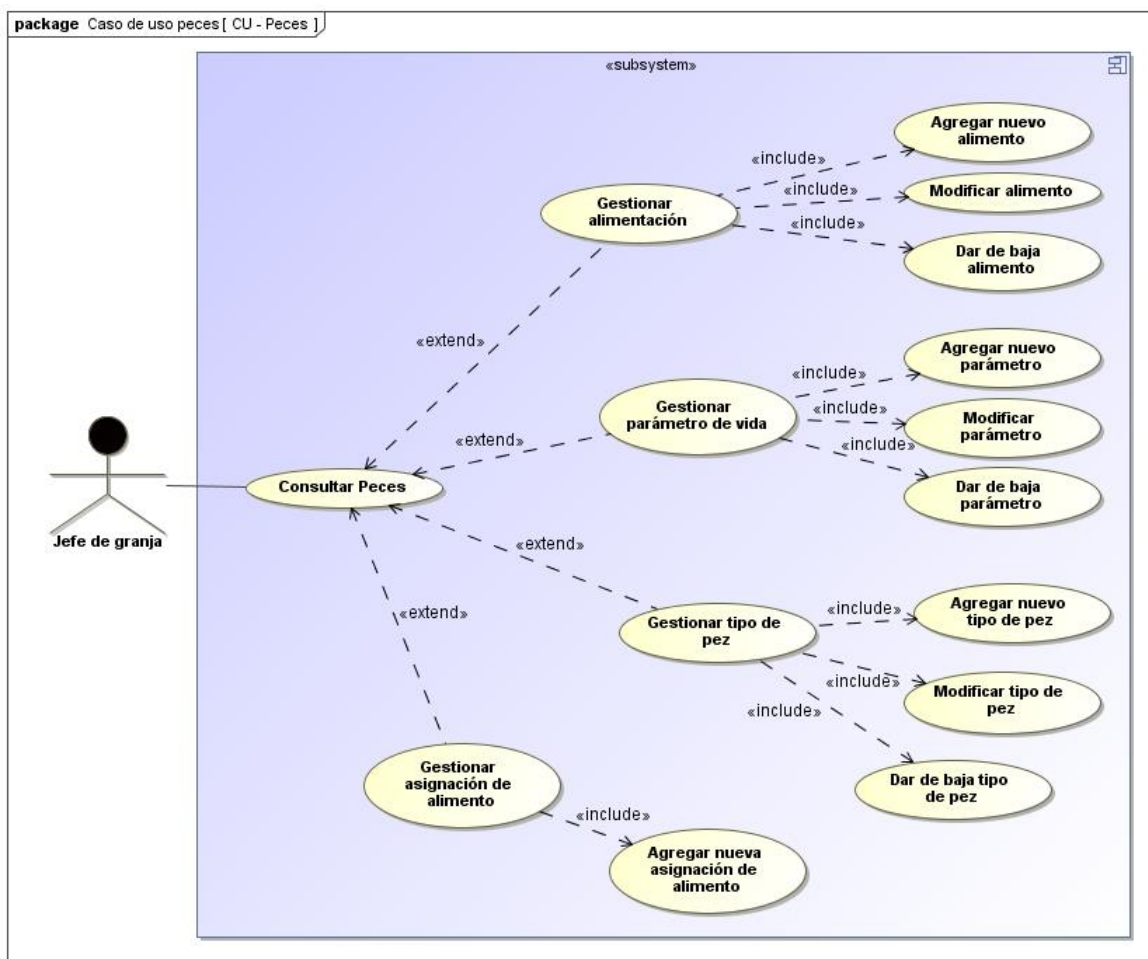 package Caso de uso peces [ CU - Peces ]
«subsystem»
Agregar nuevo
alimento
«include»
Modificar alimento
«include»
Gestionar
alimentación
«include»
Dar de baja
alimento
«extend»
Agregar nuevo
parámetro
«include»
Gestionar
parámetro de vida
«include»
Modificar
parámetro
«extend»
«include»
Dar de baja
parámetro
Consultar Peces
Jefe de granja
«extend»
Agregar nuevo
tipo de pez
«include»
Gestionar tipo de
pez
«extend»
«include»
Modificar tipo de
pez
«include»
Gestionar
asignación de
alimento
Dar de baja tipo
de pez
«include»
Agregar nueva
asignación de
alimento